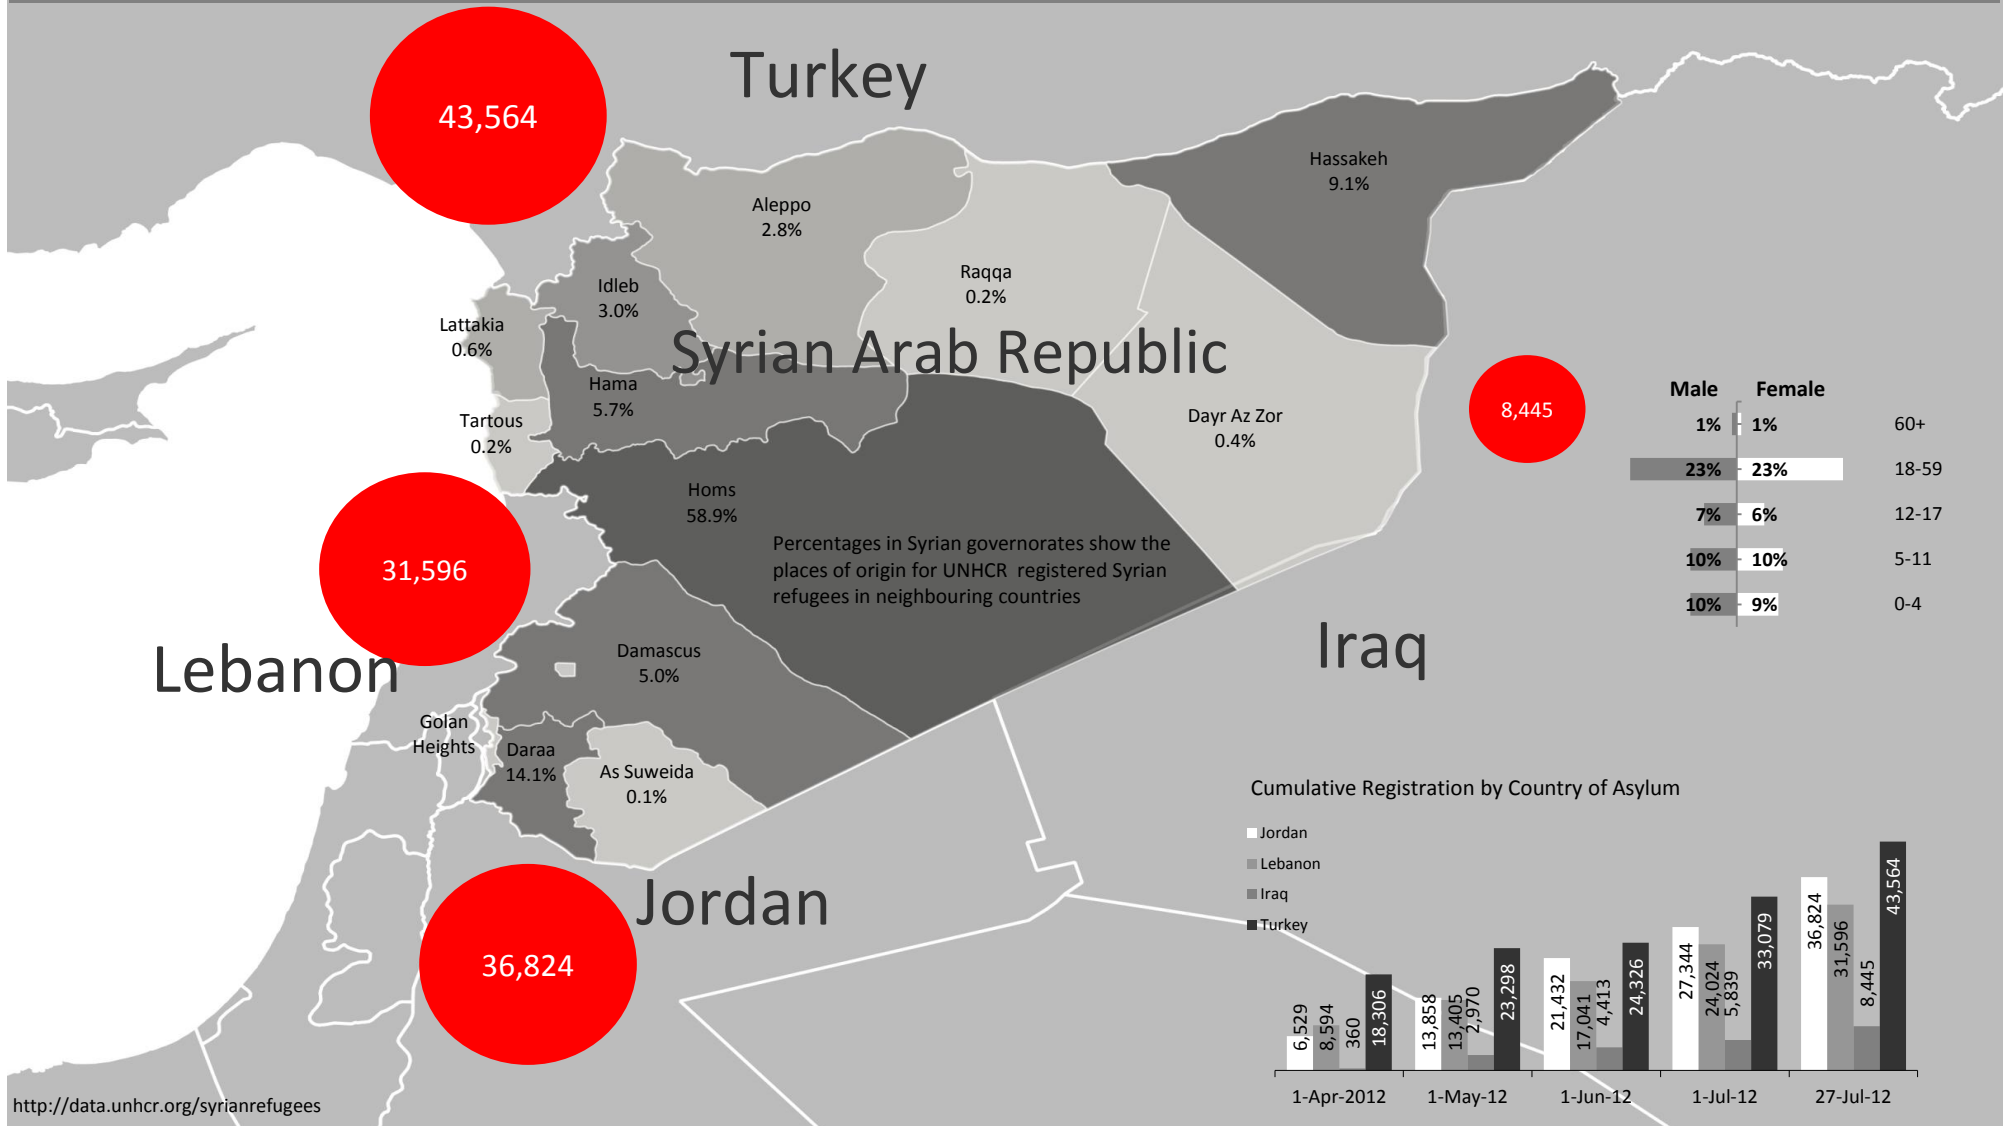 Turkey
43,564
Hassakeh
9.1%
Aleppo
2.8%
Raqqa
0.2%
Idleb
3.0%
Lattakia
0.6%
Syrian Arab Republic
Hama
5.7%
Tartous
0.2%
Dayr Az Zor
0.4%
8,445
Male Female
1% 1% 60+
23% 23% 18-59
7% 6% 12-17
10% 10% 5-11
10% 9% 0-4
Homs
58.9%
Percentages in Syrian governorates show the
places of origin for UNHCR registered Syrian
refugees in neighbouring countries
31,596
Lebanon
Iraq
Damascus
5.0%
Golan
Heights
Daraa
14.1%
As Suweida
0.1%
Jordan
36,824
Cumulative Registration by Country of Asylum
Jordan
Lebanon
Iraq
Turkey
6,529
8,594
360
18,306
13,858
13,405
2,970
23,298
21,432
17,041
4,413
24,326
27,344
24,024
5,839
33,079
36,824
31,596
8,445
43,564
1-Apr-2012 1-May-12 1-Jun-12 1-Jul-12 27-Jul-12
http://data.unhcr.org/syrianrefugees